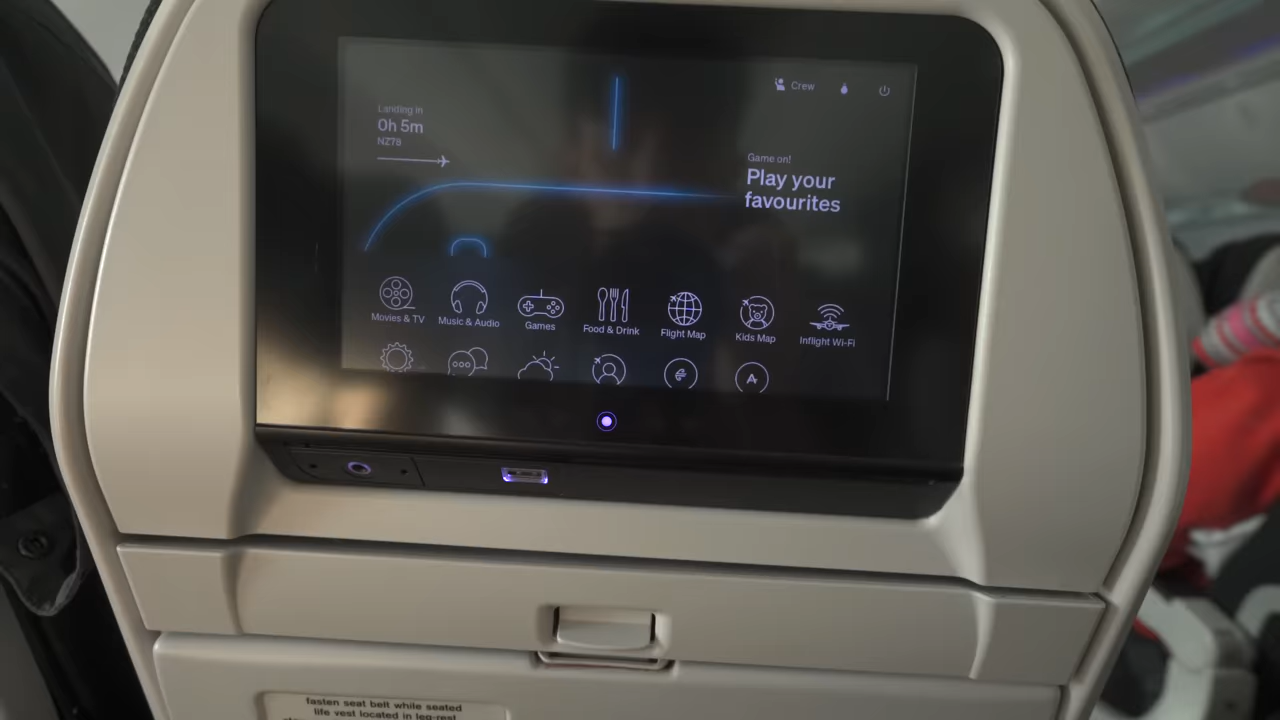 Crew
Landing in
0h 5m
NZ78
Game on!
Play your
favourites
Movies & TV
Music & Audio
Games
Food & Drink
Flight Map
Kids Map
Inflight Wi-Fi
fasten seat belt while seated
life vest located in leg-rest